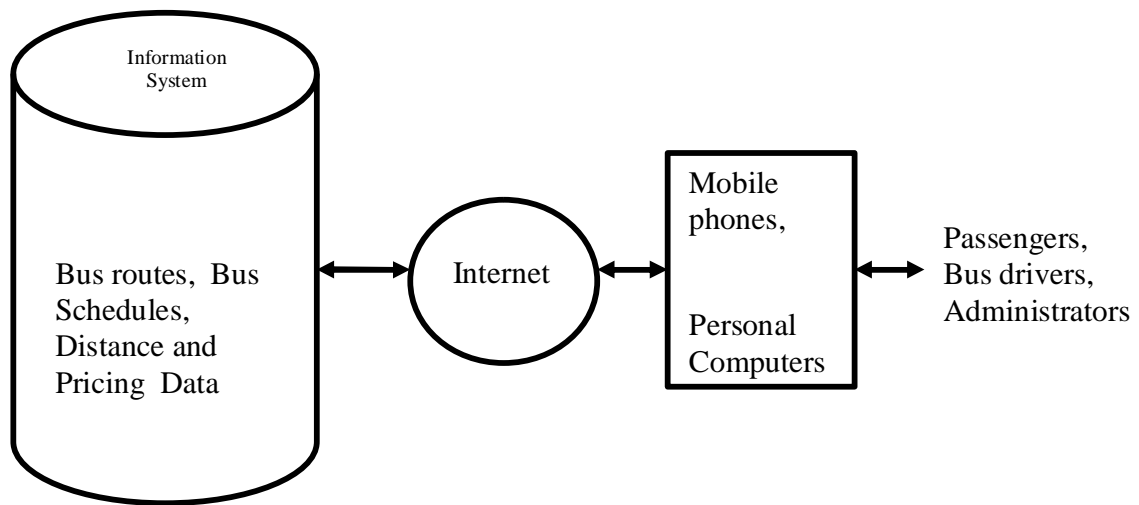 Information
System
Bus routes, Bus
Schedules,
Distance and
Pricing Data
Internet
Mobile
phones,
Personal
Computers
Passengers,
Bus drivers,
Administrators